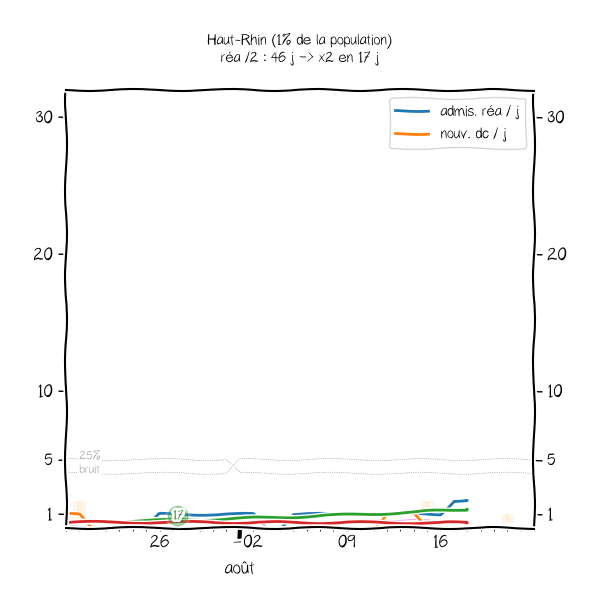 Haut-Rhin (1% de la population)
réa /2 : 46 j -> x2 en 17 j
admis. réa / j
nouv. dc / j
30
30
20
20
10
10
5
5
25%
bruit
1
1
17
26
02
09
16
août